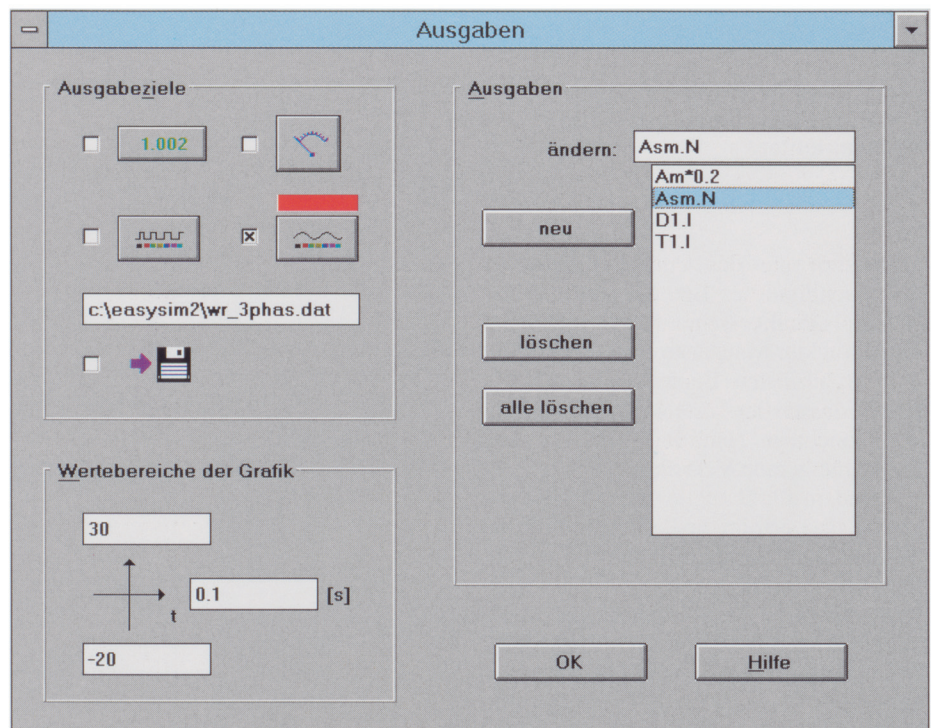 Ausgaben
Ausgabeziele
1.002
c:\easysim2\wr_3phas.dat
Wertebereiche der Grafik
30
0.1 [s]
t
-20
Ausgaben
ändern: Asm.N
Am*0.2
Asm.N
D1.I
T1.I
neu
löschen
alle löschen
OK
Hilfe